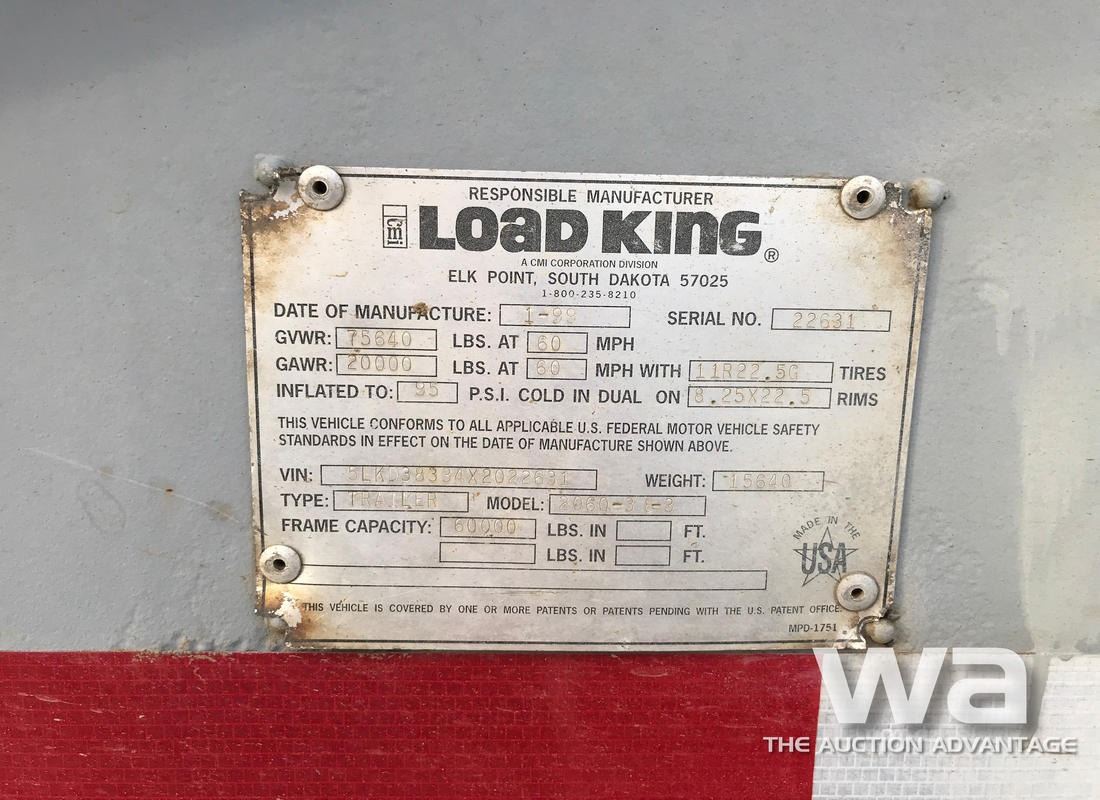 RESPONSIBLE MANUFACTURER
cmi LOAD KING ®
A CMI CORPORATION DIVISION
ELK POINT, SOUTH DAKOTA 57025
1-800-235-8210
DATE OF MANUFACTURE: 1-99 SERIAL NO. 22631
GVWR: 75640 LBS. AT 60 MPH
GAWR: 20000 LBS. AT 60 MPH WITH 11R22.5G TIRES
INFLATED TO: 95 P.S.I. COLD IN DUAL ON 8.25X22.5 RIMS
THIS VEHICLE CONFORMS TO ALL APPLICABLE U.S. FEDERAL MOTOR VEHICLE SAFETY
STANDARDS IN EFFECT ON THE DATE OF MANUFACTURE SHOWN ABOVE.
VIN: WEIGHT: 15640
TYPE: TRAILER MODEL:
FRAME CAPACITY: 60000 LBS. IN FT.
LBS. IN FT.
MADE IN THE
USA
THIS VEHICLE IS COVERED BY ONE OR MORE PATENTS OR PATENTS PENDING WITH THE U.S. PATENT OFFICE.
MPD-1751
wa
THE AUCTION ADVANTAGE